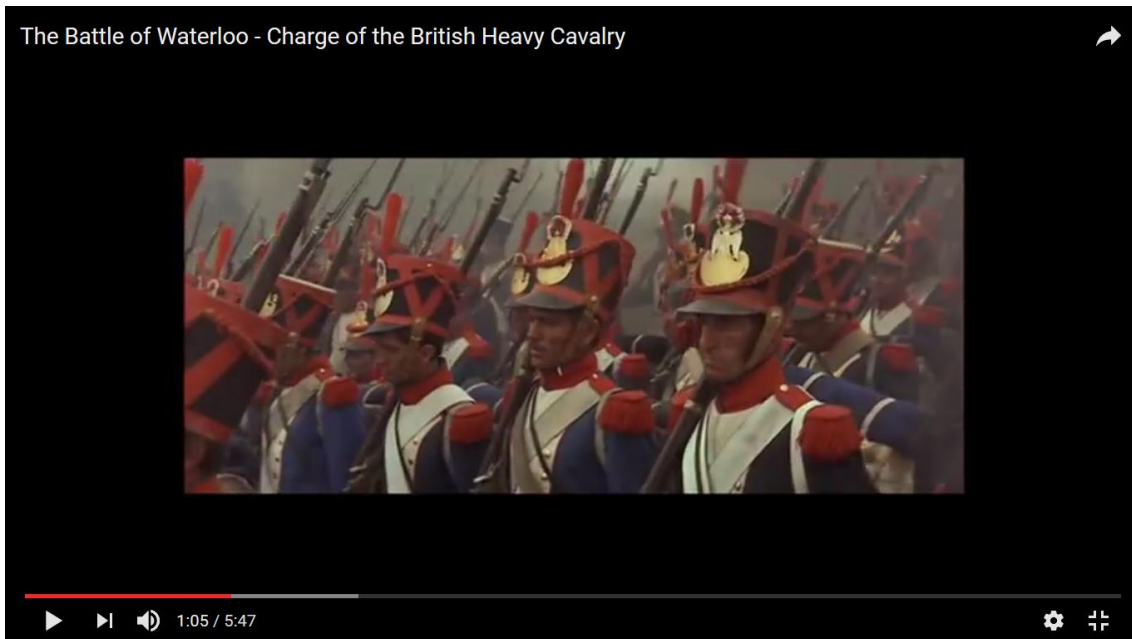 The Battle of Waterloo - Charge of the British Heavy Cavalry
1:05 / 5:47